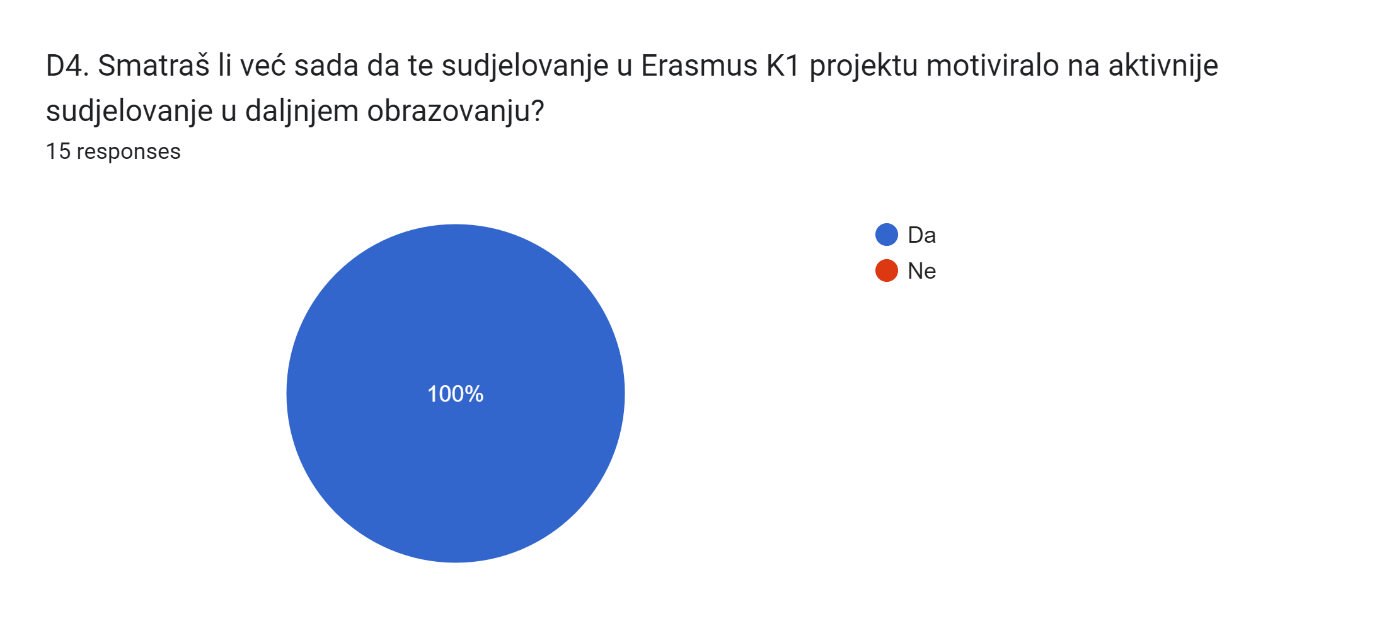 D4. Smatraš li već sada da te sudjelovanje u Erasmus K1 projektu motiviralo na aktivnije
sudjelovanje u daljnjem obrazovanju?
15 responses
Da
Ne
100%